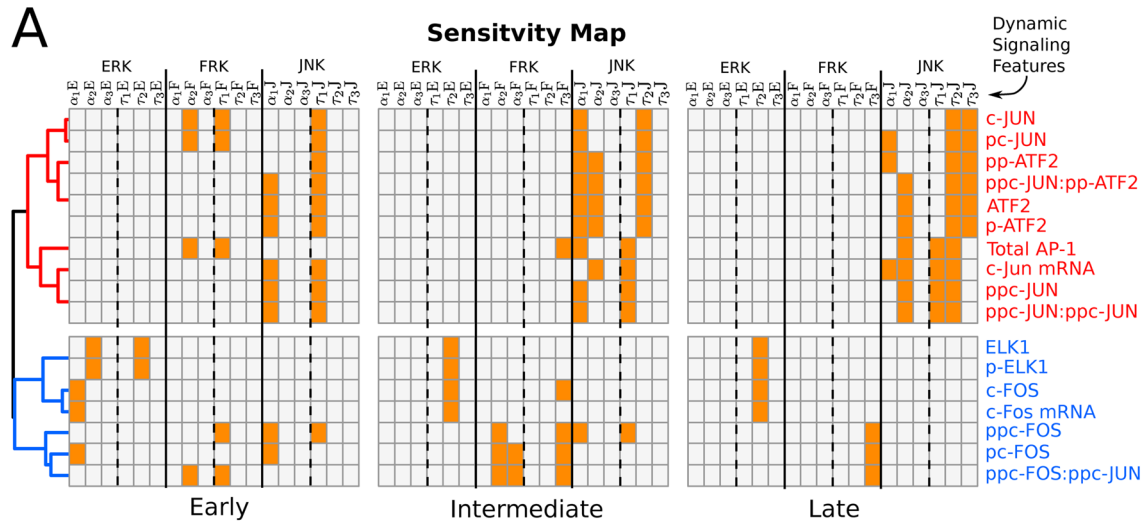 A
Sensitvity Map
Dynamic
Signaling
Features
ERK FRK JNK ERK FRK JNK ERK FRK JNK
α₁E α₂E α₃E τ₁E τ₂E τ₃E α₁F α₂F α₃F τ₁F τ₂F τ₃F α₁J α₂J α₃J τ₁J τ₂J τ₃J α₁E α₂E α₃E τ₁E τ₂E τ₃E α₁F α₂F α₃F τ₁F τ₂F τ₃F α₁J α₂J α₃J τ₁J τ₂J τ₃J α₁E α₂E α₃E τ₁E τ₂E τ₃E α₁F α₂F α₃F τ₁F τ₂F τ₃F α₁J α₂J α₃J τ₁J τ₂J τ₃J
c-JUN
pc-JUN
pp-ATF2
ppc-JUN:pp-ATF2
ATF2
p-ATF2
Total AP-1
c-Jun mRNA
ppc-JUN
ppc-JUN:ppc-JUN
ELK1
p-ELK1
c-FOS
c-Fos mRNA
ppc-FOS
pc-FOS
ppc-FOS:ppc-JUN
Early Intermediate Late